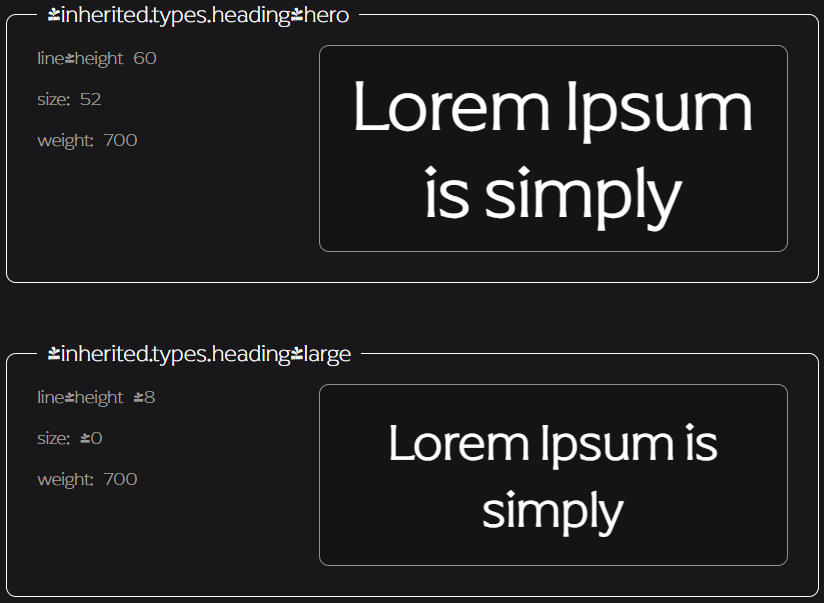 �inherited.types.heading�hero
line�height 60
size: 52
weight: 700
Lorem Ipsum
is simply
�inherited.types.heading�large
line�height �8
size: �0
weight: 700
Lorem Ipsum is
simply